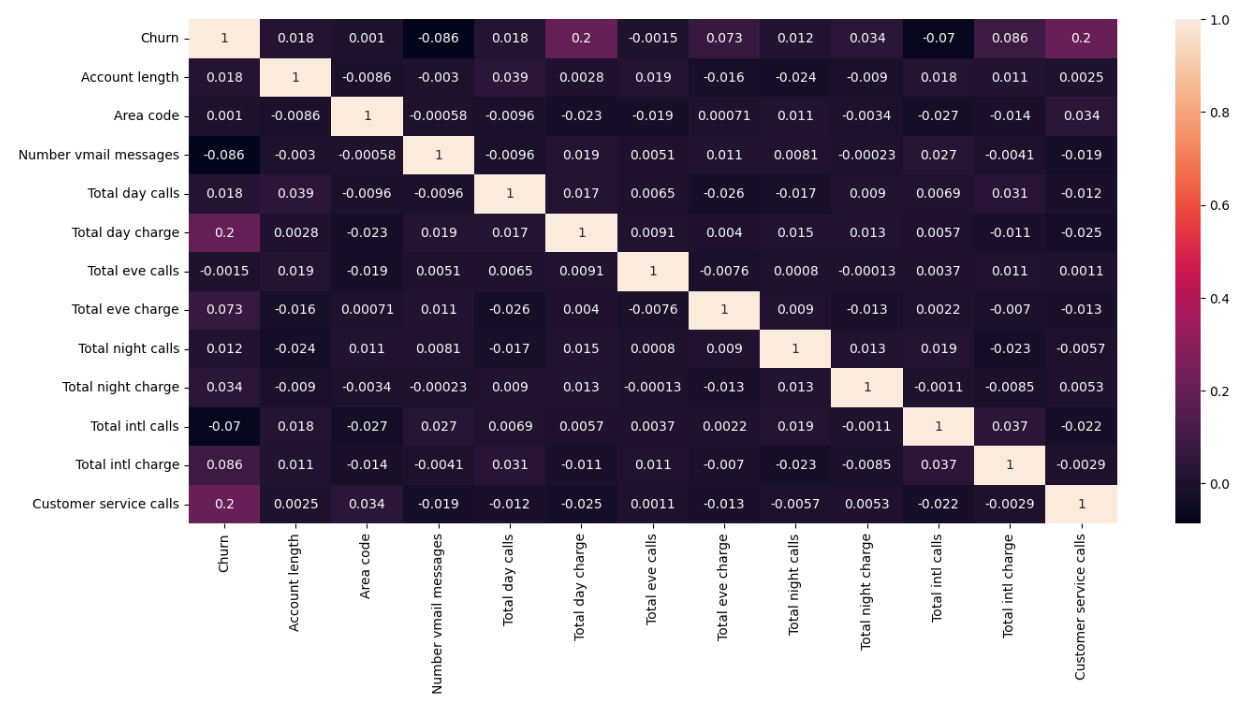 Churn 1 0.018 0.001 -0.086 0.018 0.2 -0.0015 0.073 0.012 0.034 -0.07 0.086 0.2
Account length 0.018 1 -0.0086 -0.003 0.039 0.0028 0.019 -0.016 -0.024 -0.009 0.018 0.011 0.0025
Area code 0.001 -0.0086 1 -0.00058 -0.0096 -0.023 -0.019 0.00071 0.011 -0.0034 -0.027 -0.014 0.034
Number vmail messages -0.086 -0.003 -0.00058 1 -0.0096 0.019 0.0051 0.011 0.0081 -0.00023 0.027 -0.0041 -0.019
Total day calls 0.018 0.039 -0.0096 -0.0096 1 0.017 0.0065 -0.026 -0.017 0.009 0.0069 0.031 -0.012
Total day charge 0.2 0.0028 -0.023 0.019 0.017 1 0.0091 0.004 0.015 0.013 0.0057 -0.011 -0.025
Total eve calls -0.0015 0.019 -0.019 0.0051 0.0065 0.0091 1 -0.0076 0.0008 -0.00013 0.0037 0.011 0.0011
Total eve charge 0.073 -0.016 0.00071 0.011 -0.026 0.004 -0.0076 1 0.009 -0.013 0.0022 -0.007 -0.013
Total night calls 0.012 -0.024 0.011 0.0081 -0.017 0.015 0.0008 0.009 1 0.013 0.019 -0.023 -0.0057
Total night charge 0.034 -0.009 -0.0034 -0.00023 0.009 0.013 -0.00013 -0.013 0.013 1 -0.0011 -0.0085 0.0053
Total intl calls -0.07 0.018 -0.027 0.027 0.0069 0.0057 0.0037 0.0022 0.019 -0.0011 1 0.037 -0.022
Total intl charge 0.086 0.011 -0.014 -0.0041 0.031 -0.011 0.011 -0.007 -0.023 -0.0085 0.037 1 -0.0029
Customer service calls 0.2 0.0025 0.034 -0.019 -0.012 -0.025 0.0011 -0.013 -0.0057 0.0053 -0.022 -0.0029 1
Churn
Account length
Area code
Number vmail messages
Total day calls
Total day charge
Total eve calls
Total eve charge
Total night calls
Total night charge
Total intl calls
Total intl charge
Customer service calls
1.0
0.8
0.6
0.4
0.2
0.0